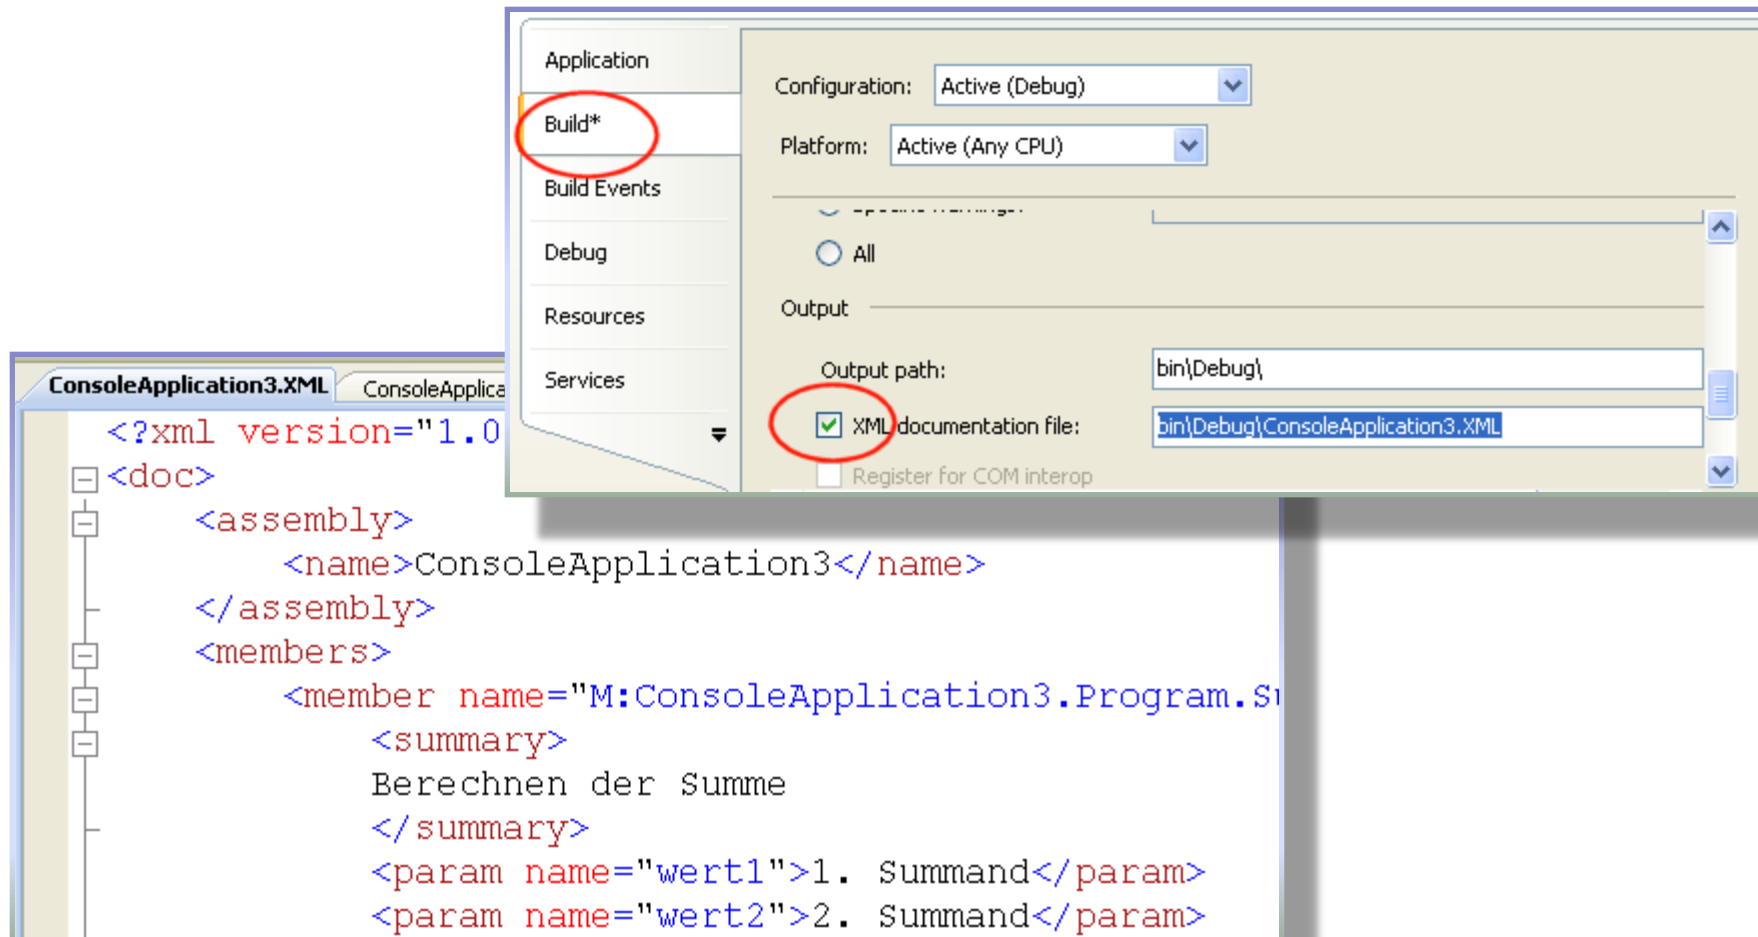 Application
Build*
Build Events
Debug
Resources
Services
Configuration: Active (Debug)
Platform: Active (Any CPU)
All
Output
Output path: bin\Debug\
XML documentation file: bin\Debug\ConsoleApplication3.XML
Register for COM interop
ConsoleApplication3.XML ConsoleApplica
<?xml version="1.0
<doc>
<assembly>
<name>ConsoleApplication3</name>
</assembly>
<members>
<member name="M:ConsoleApplication3.Program.S
<summary>
Berechnen der Summe
</summary>
<param name="wert1">1. Summand</param>
<param name="wert2">2. Summand</param>